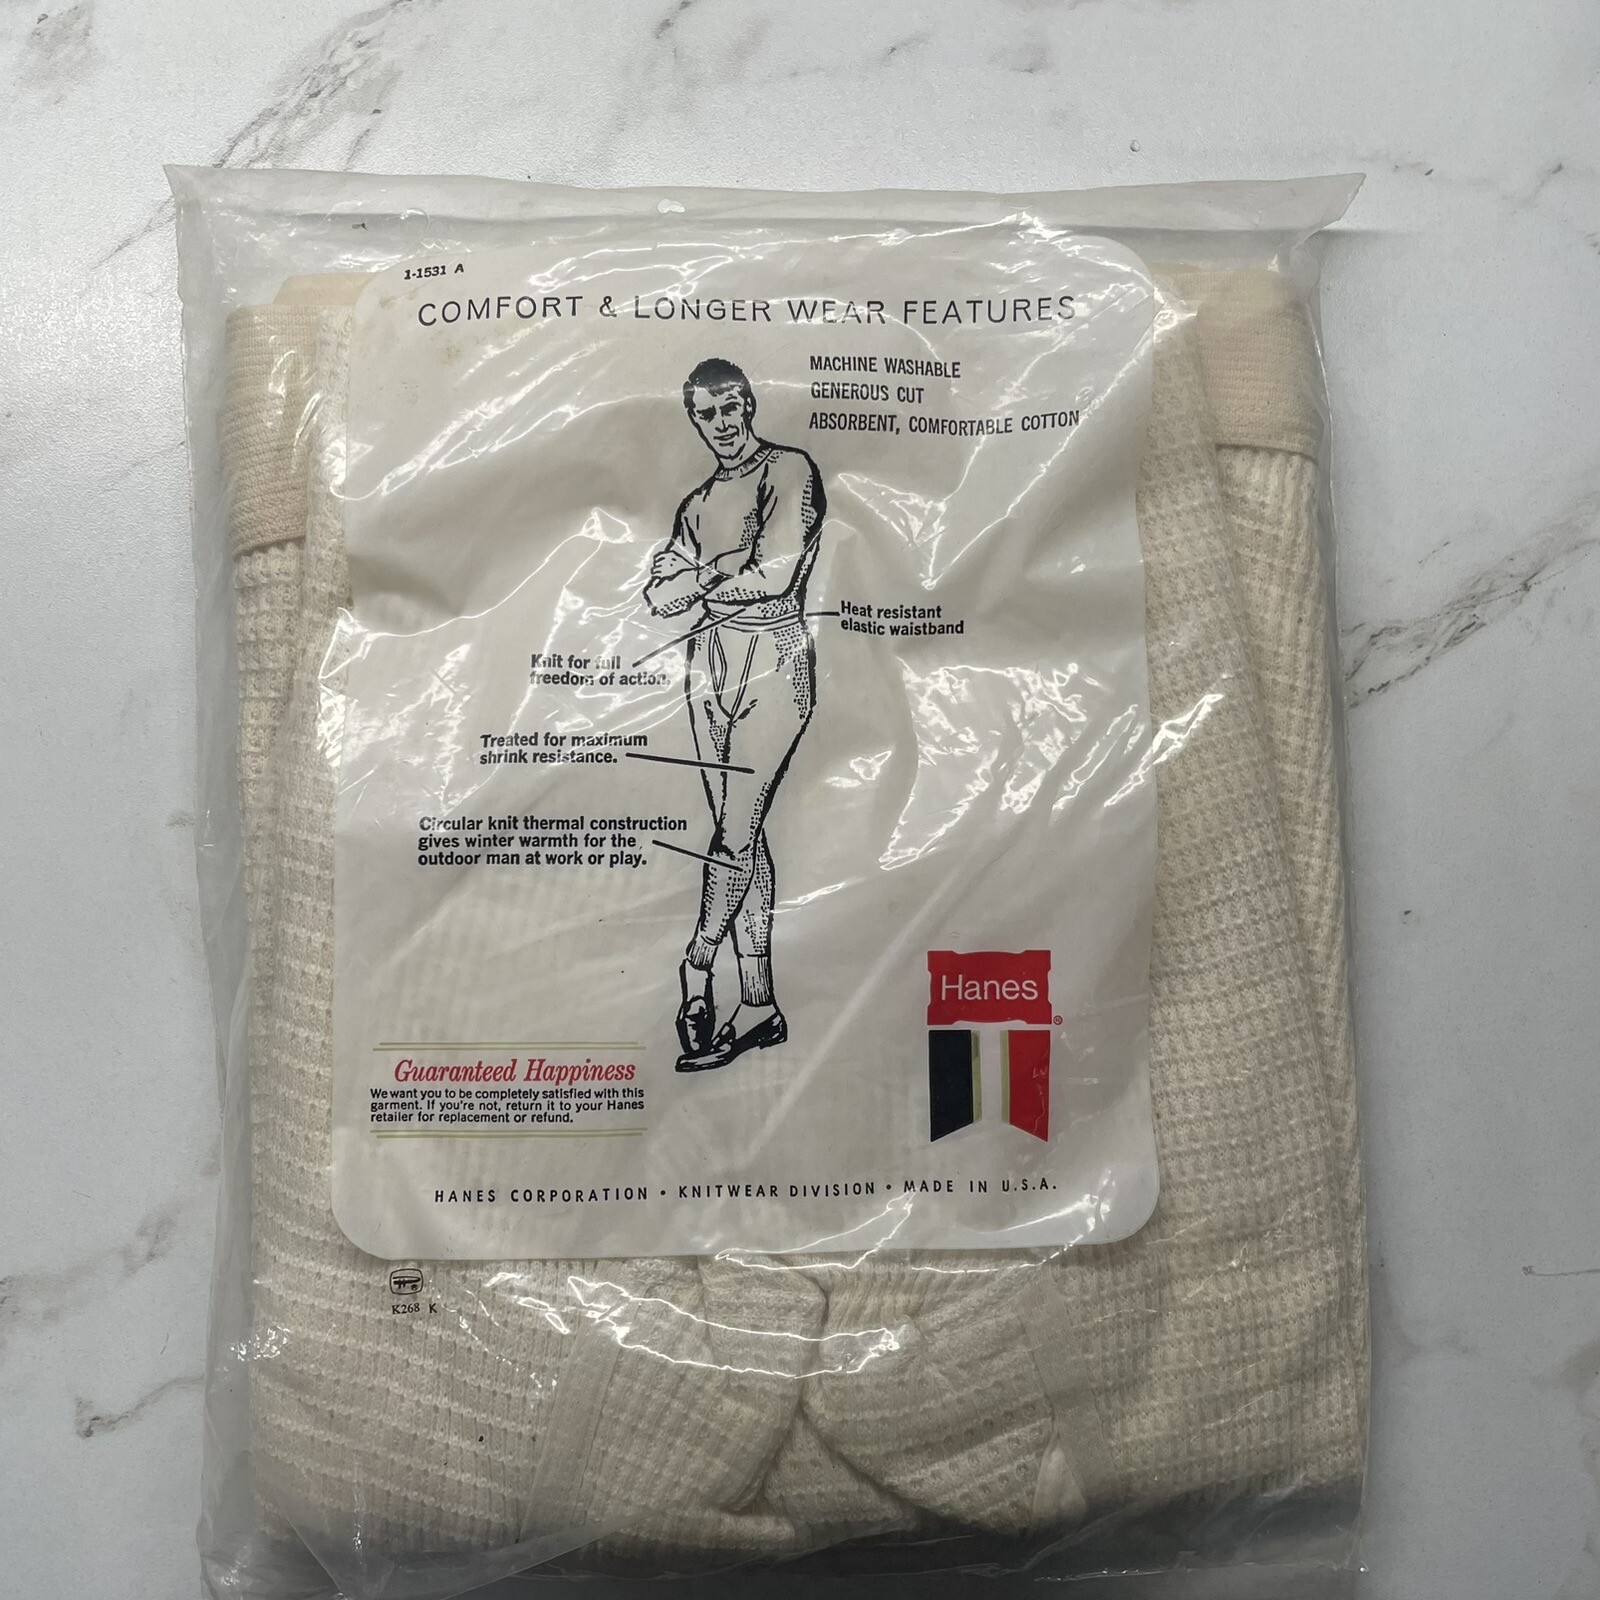 1-1531 A
COMFORT & LONGER WEAR FEATURES
MACHINE WASHABLE
GENEROUS CUT
ABSORBENT, COMFORTABLE COTTON
Heat resistant
elastic waistband
Knit for full
freedom of action.
Treated for maximum
shrink resistance.
Circular knit thermal construction
gives winter warmth for the
outdoor man at work or play.
Hanes®
Guaranteed Happiness
We want you to be completely satisfied with this
garment. If you're not, return it to your Hanes
retailer for replacement or refund.
HANES CORPORATION • KNITWEAR DIVISION • MADE IN U.S.A.
K268 K